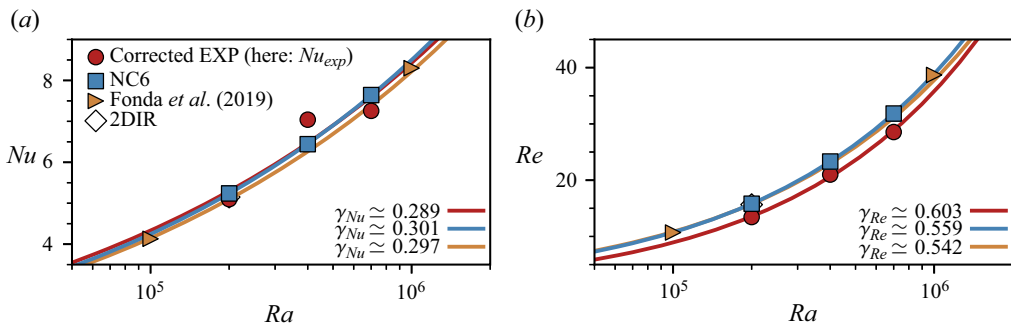 (a)
Corrected EXP (here: Nu_exp)
NC6
Fonda et al. (2019)
2DIR
8
6
4
Nu
γ_Nu ≃ 0.289
γ_Nu ≃ 0.301
γ_Nu ≃ 0.297
10^5
10^6
Ra
(b)
45
20
Re
γ_Re ≃ 0.603
γ_Re ≃ 0.559
γ_Re ≃ 0.542
10^5
10^6
Ra